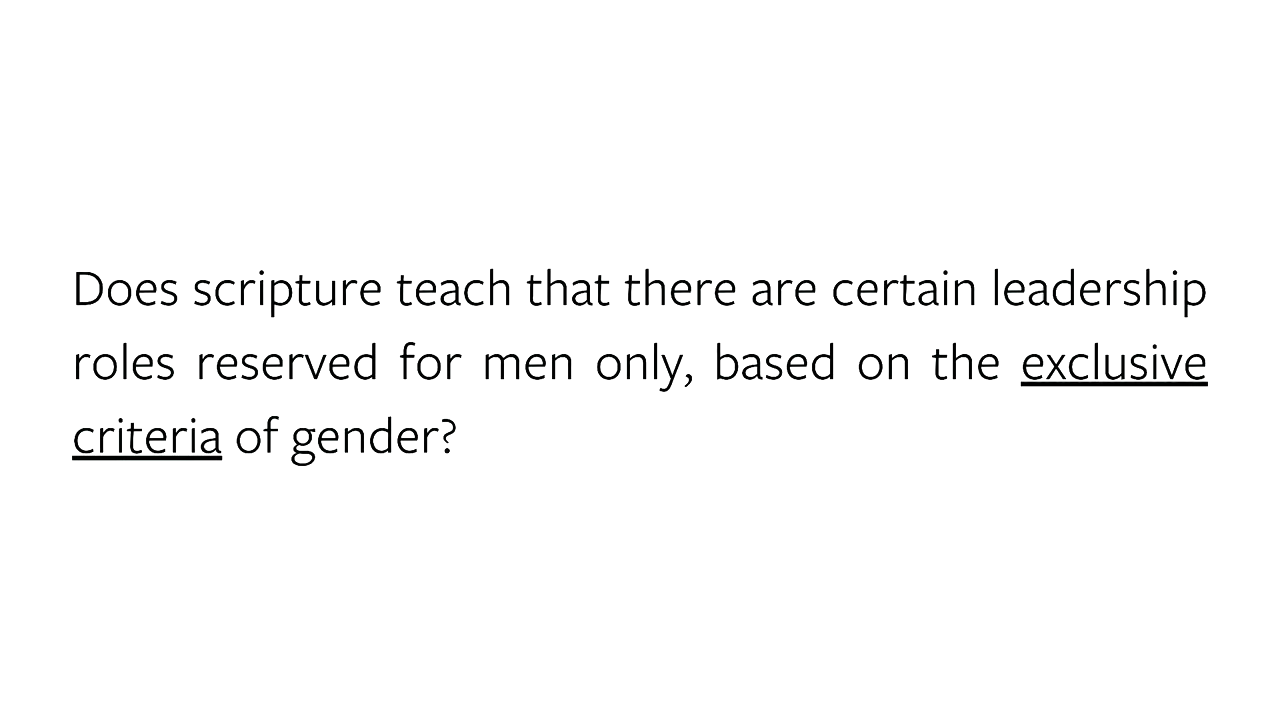 Does scripture teach that there are certain leadership
roles reserved for men only, based on the exclusive
criteria of gender?